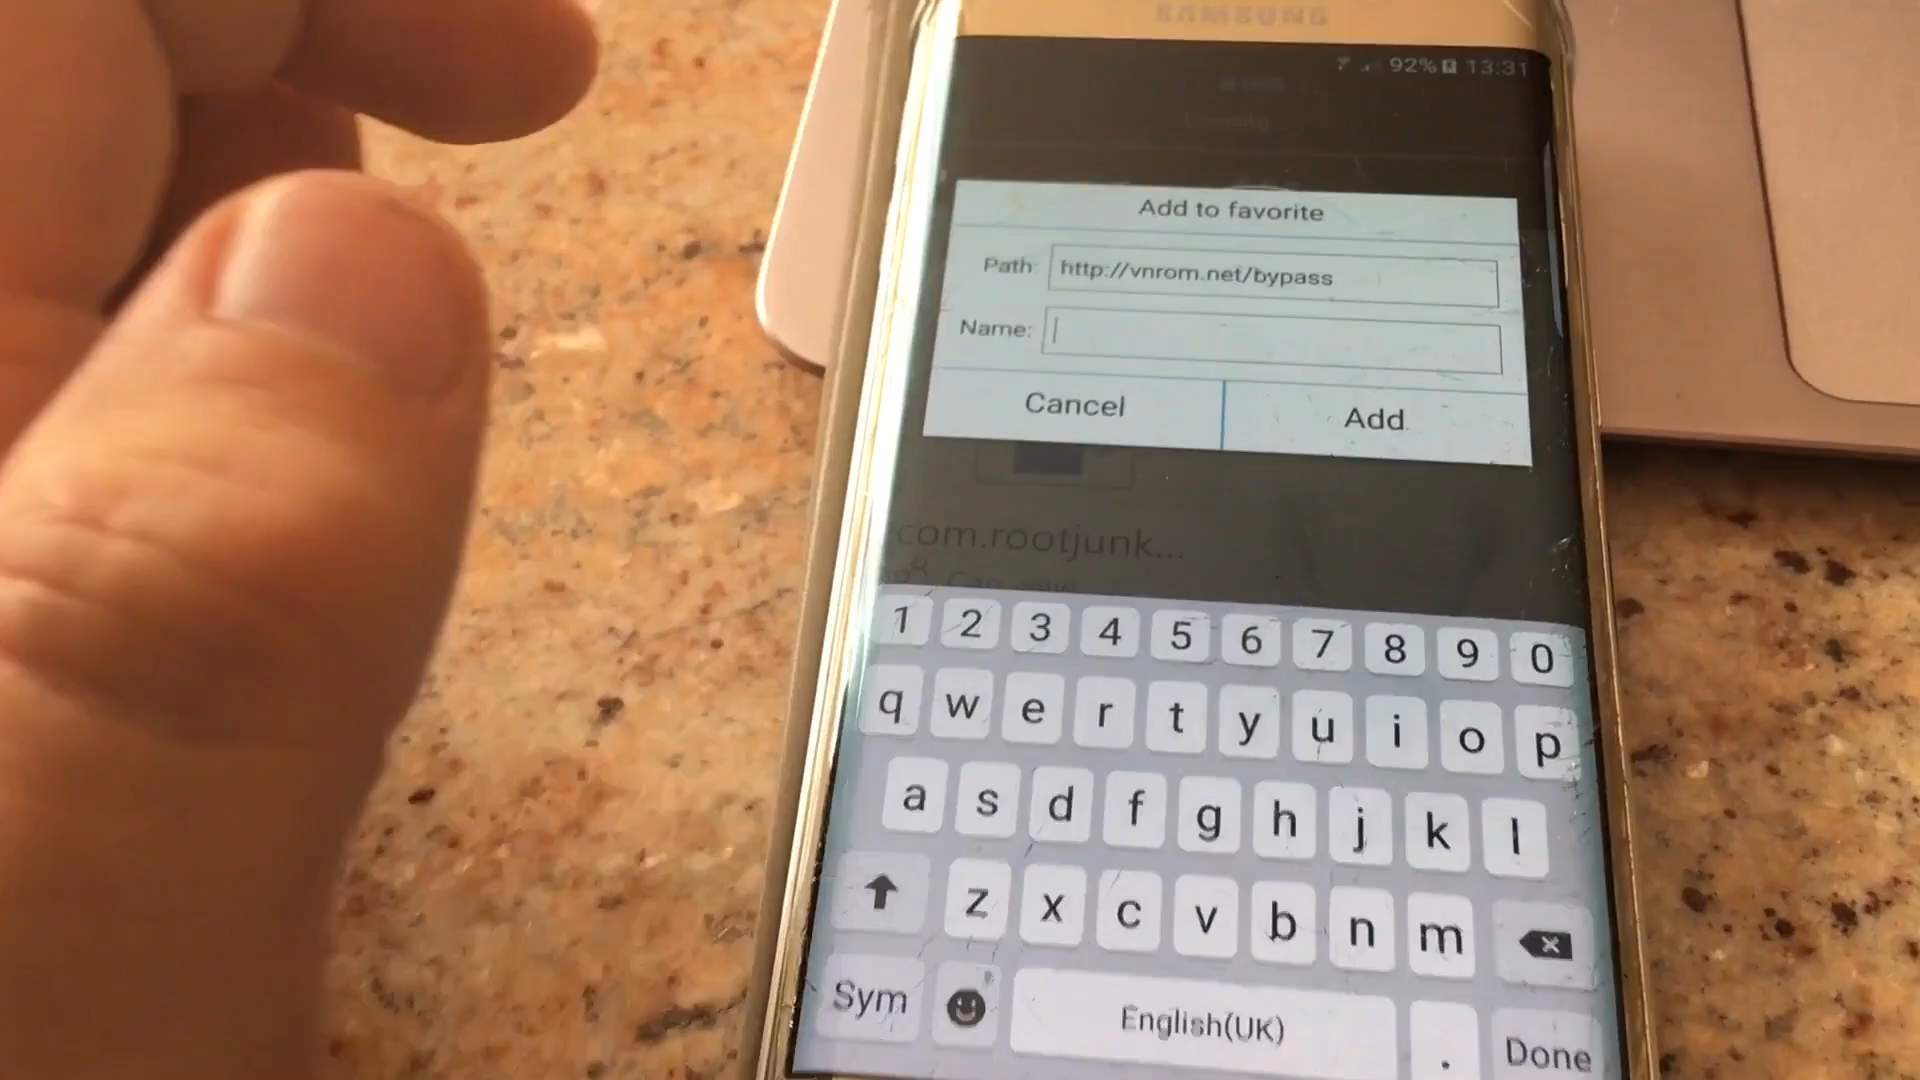 SAMSUNG
92% 13:31
Add to favorite
Path: http://vnrom.net/bypass
Name:
Cancel Add
com.rootjunk...
1 2 3 4 5 6 7 8 9 0
q w e r t y u i o p
a s d f g h j k l
z x c v b n m
Sym English(UK) . Done